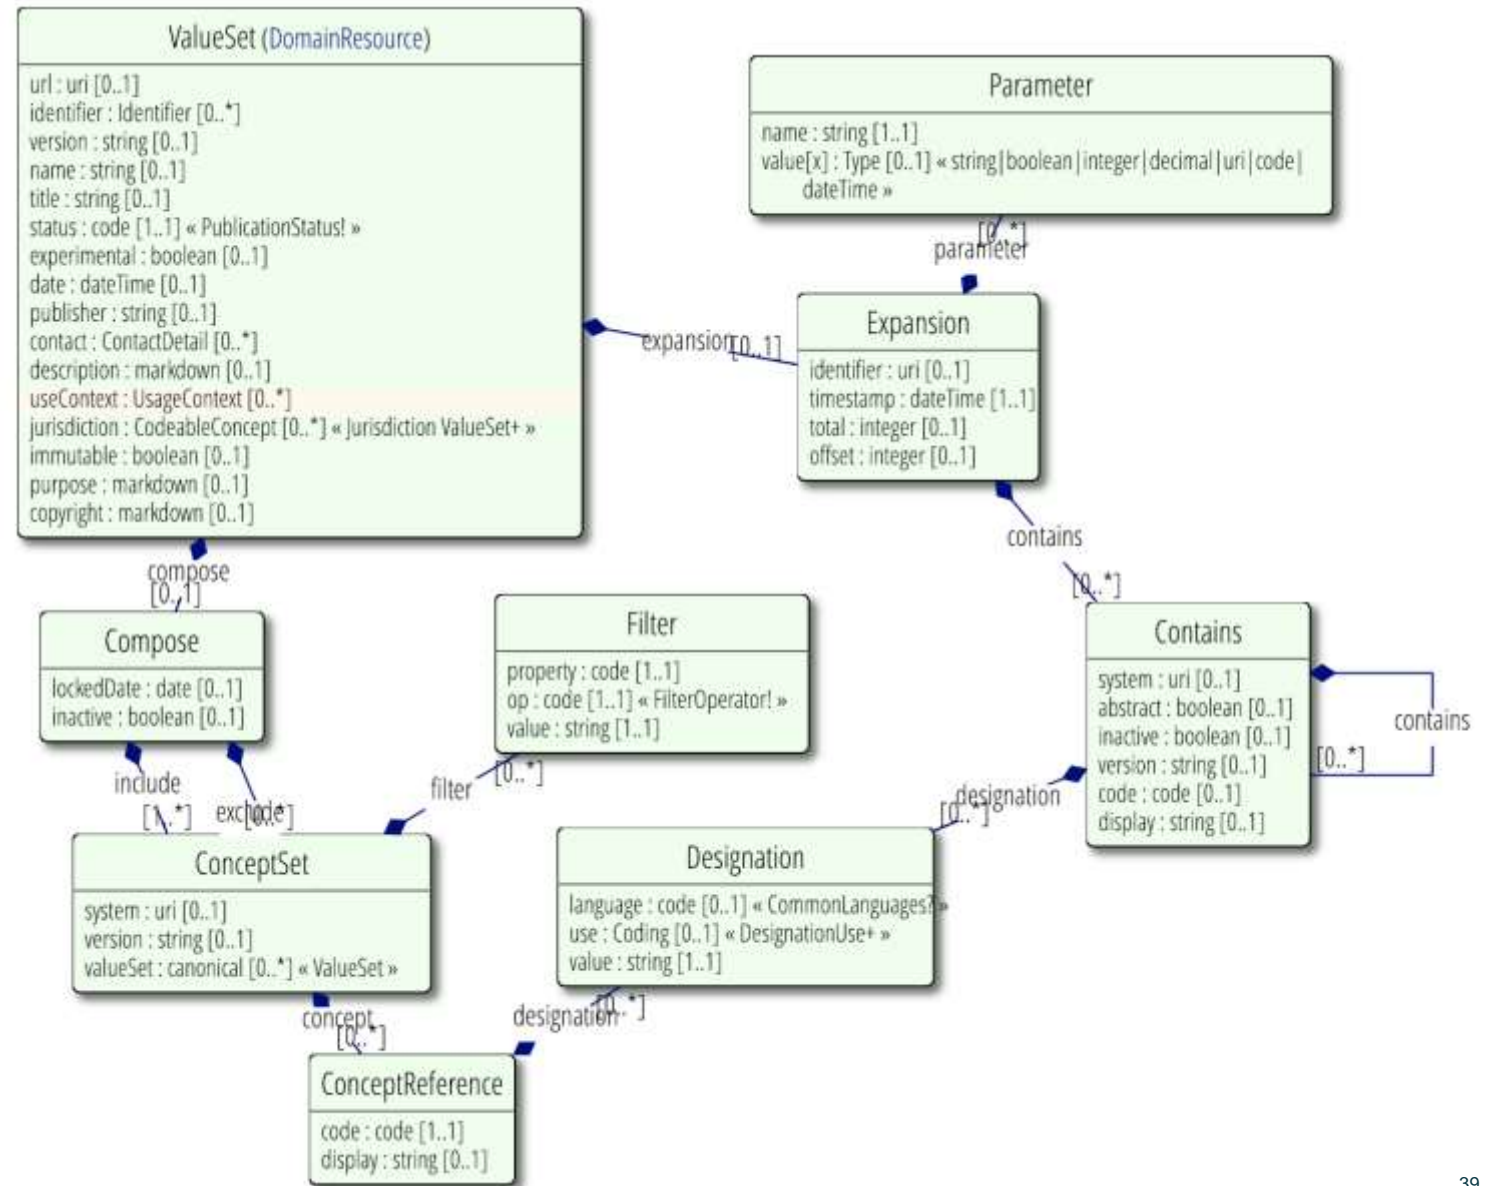 ValueSet (DomainResource)
url : uri [0..1]
identifier : Identifier [0..*]
version : string [0..1]
name : string [0..1]
title : string [0..1]
status : code [1..1] « PublicationStatus! »
experimental : boolean [0..1]
date : dateTime [0..1]
publisher : string [0..1]
contact : ContactDetail [0..*]
description : markdown [0..1]
useContext : UsageContext [0..*]
jurisdiction : CodeableConcept [0..*] « Jurisdiction ValueSet+ »
immutable : boolean [0..1]
purpose : markdown [0..1]
copyright : markdown [0..1]
Parameter
name : string [1..1]
value[x] : Type [0..1] « string|boolean|integer|decimal|uri|code|
dateTime »
[0..*]
parameter
expansion
[0..1]
Expansion
identifier : uri [0..1]
timestamp : dateTime [1..1]
total : integer [0..1]
offset : integer [0..1]
contains
[0..*]
compose
[0..1]
Compose
lockedDate : date [0..1]
inactive : boolean [0..1]
include
[1..*]
exclude
[0..*]
Filter
property : code [1..1]
op : code [1..1] « FilterOperator! »
value : string [1..1]
filter
[0..*]
Contains
system : uri [0..1]
abstract : boolean [0..1]
inactive : boolean [0..1]
version : string [0..1]
code : code [0..1]
display : string [0..1]
contains
[0..*]
designation
[0..*]
ConceptSet
system : uri [0..1]
version : string [0..1]
valueSet : canonical [0..*] « ValueSet »
Designation
language : code [0..1] « CommonLanguages? »
use : Coding [0..1] « DesignationUse+ »
value : string [1..1]
concept
[0..*]
designation
[0..*]
ConceptReference
code : code [1..1]
display : string [0..1]
39